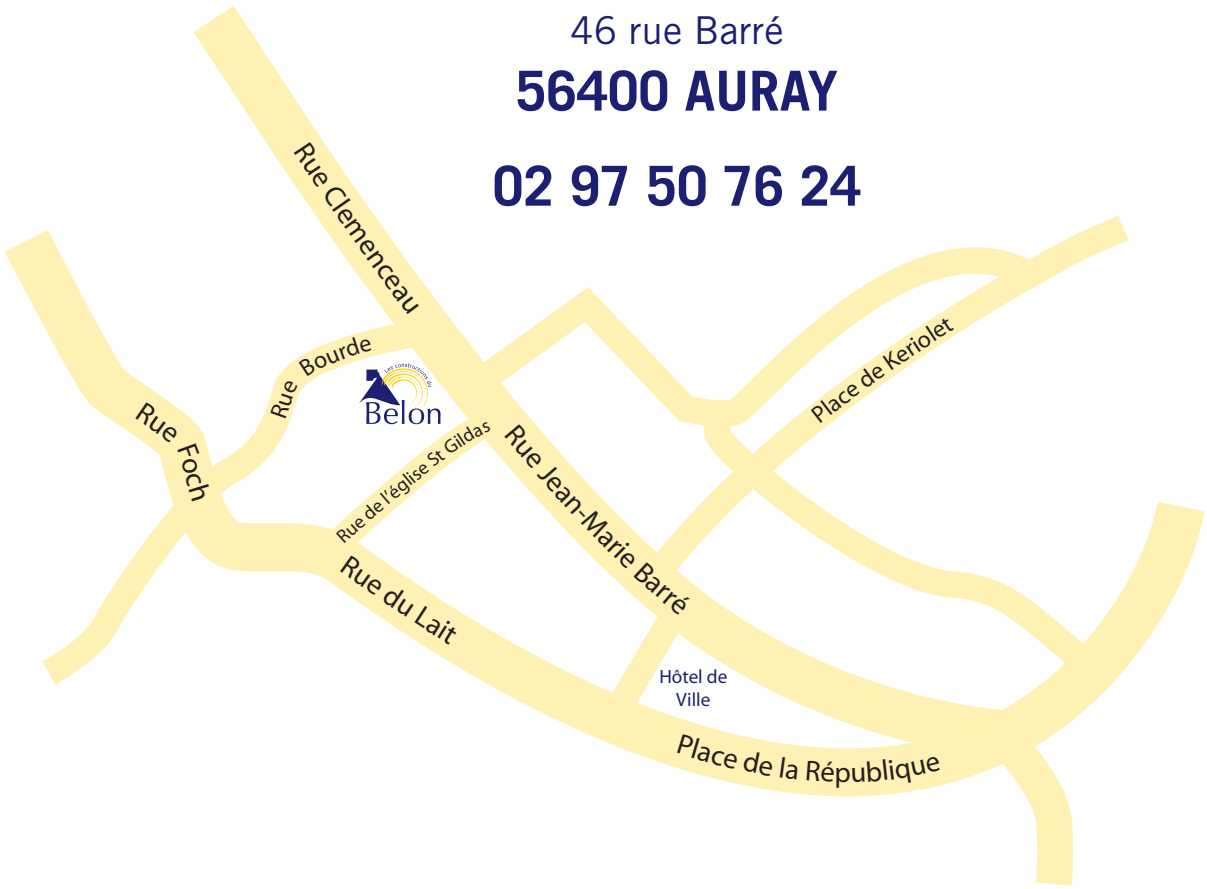 46 rue Barré
56400 AURAY
02 97 50 76 24
Rue Clemenceau
Rue Bourde
Les constructions du
Belon
Place de Keriolet
Rue Foch
Rue de l'église St Gildas
Rue Jean-Marie Barré
Rue du Lait
Hôtel de
Ville
Place de la République